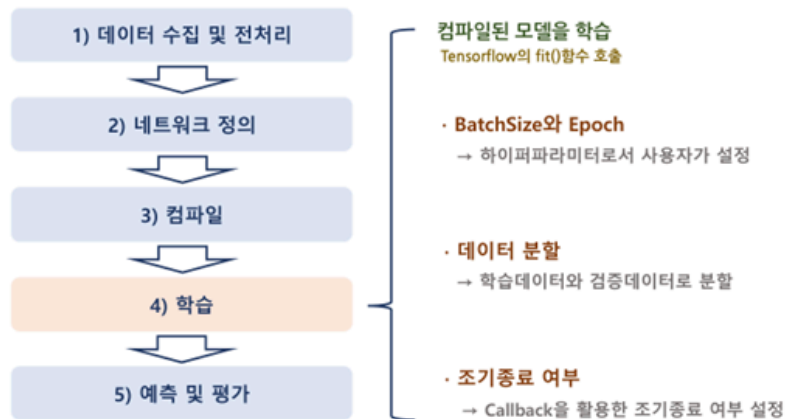 1) 데이터 수집 및 전처리
2) 네트워크 정의
3) 컴파일
4) 학습
5) 예측 및 평가
컴파일된 모델을 학습
Tensorflow의 fit()함수 호출
· BatchSize와 Epoch
→ 하이퍼파라미터로서 사용자가 설정
· 데이터 분할
→ 학습데이터와 검증데이터로 분할
· 조기종료 여부
→ Callback을 활용한 조기종료 여부 설정